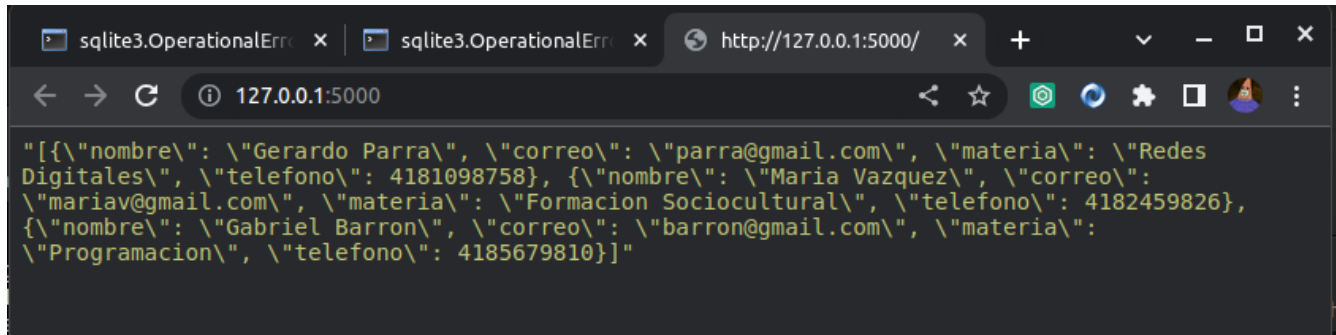 sqlite3.OperationalErr
sqlite3.OperationalErr
http://127.0.0.1:5000/
127.0.0.1:5000
"[{\"nombre\": \"Gerardo Parra\", \"correo\": \"parra@gmail.com\", \"materia\": \"Redes
Digitales\", \"telefono\": 4181098758}, {\"nombre\": \"Maria Vazquez\", \"correo\":
\"mariav@gmail.com\", \"materia\": \"Formacion Sociocultural\", \"telefono\": 4182459826},
{\"nombre\": \"Gabriel Barron\", \"correo\": \"barron@gmail.com\", \"materia\":
\"Programacion\", \"telefono\": 4185679810}]"